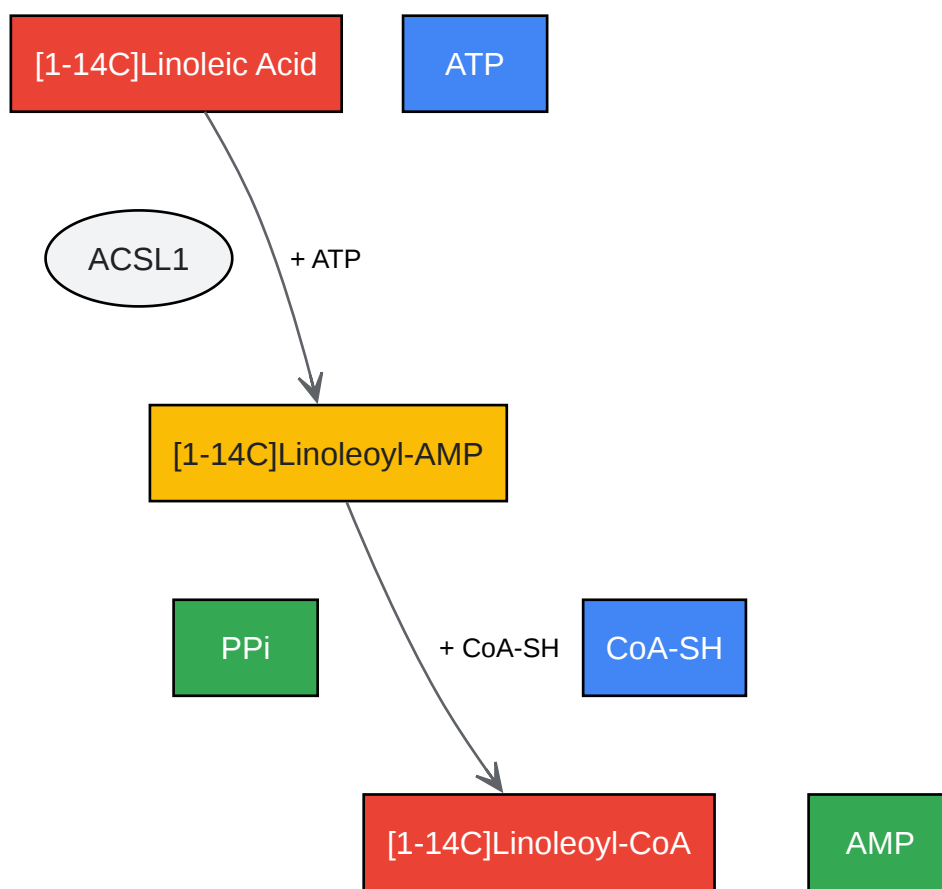 [1-14C]Linoleic Acid
ATP
ACSL1
+ ATP
[1-14C]Linoleoyl-AMP
PPi
+ CoA-SH
CoA-SH
[1-14C]Linoleoyl-CoA
AMP